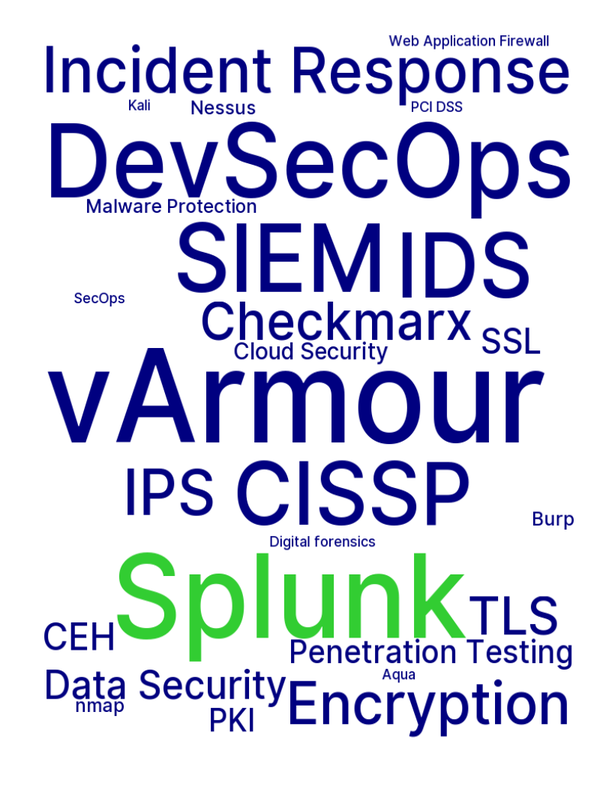 Web Application Firewall
Incident Response
Kali
Nessus
PCI DSS
DevSecOps
Malware Protection
SIEM
IDS
SecOps
Checkmarx
SSL
Cloud Security
vArmour
IPS
CISSP
Burp
Digital forensics
Splunk
TLS
CEH
Penetration Testing
Aqua
Data Security
nmap
Encryption
PKI